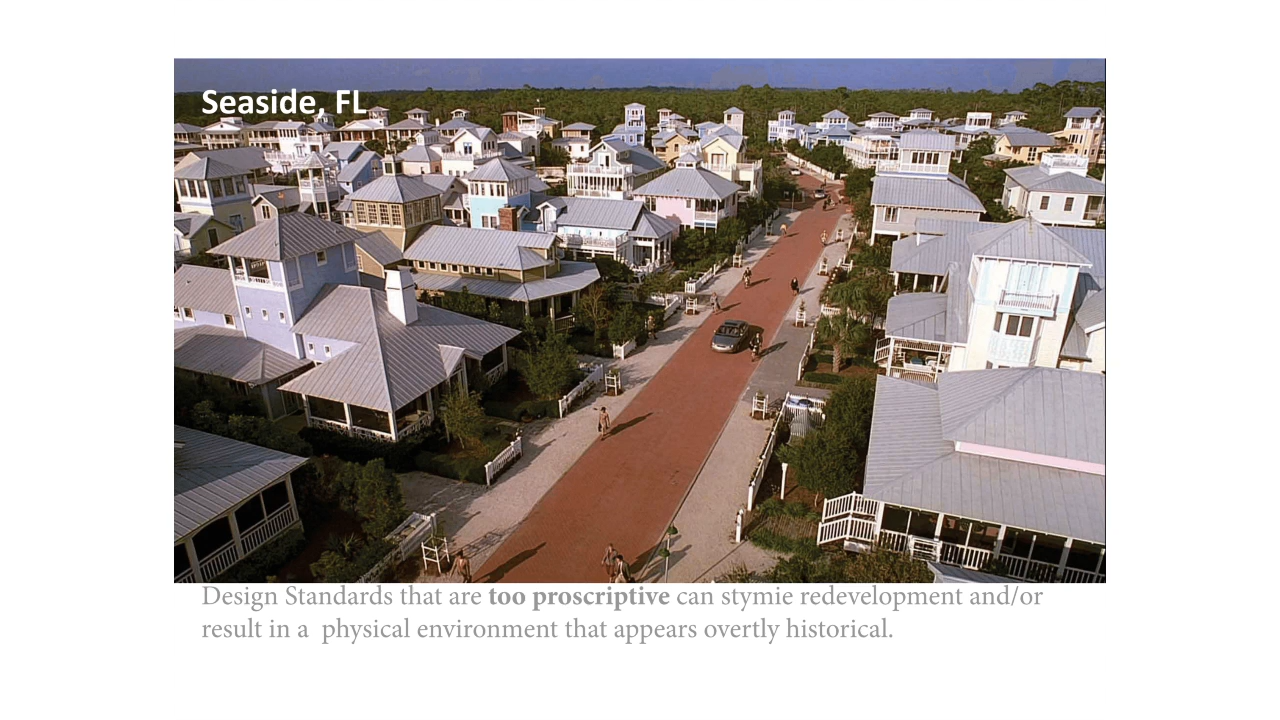 Seaside, FL
Design Standards that are too proscriptive can stymie redevelopment and/or
result in a  physical environment that appears overtly historical.